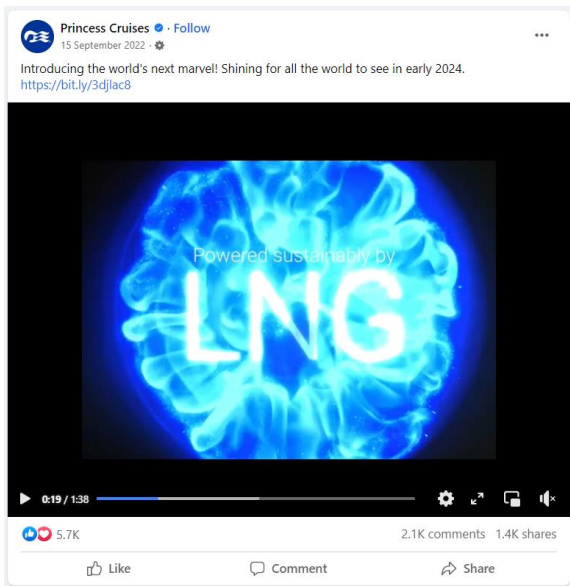 Princess Cruises · Follow
15 September 2022 ·
Introducing the world's next marvel! Shining for all the world to see in early 2024.
https://bit.ly/3djlac8
Powered sustainably by
LNG
0:19 / 1:38
5.7K 2.1K comments 1.4K shares
Like Comment Share